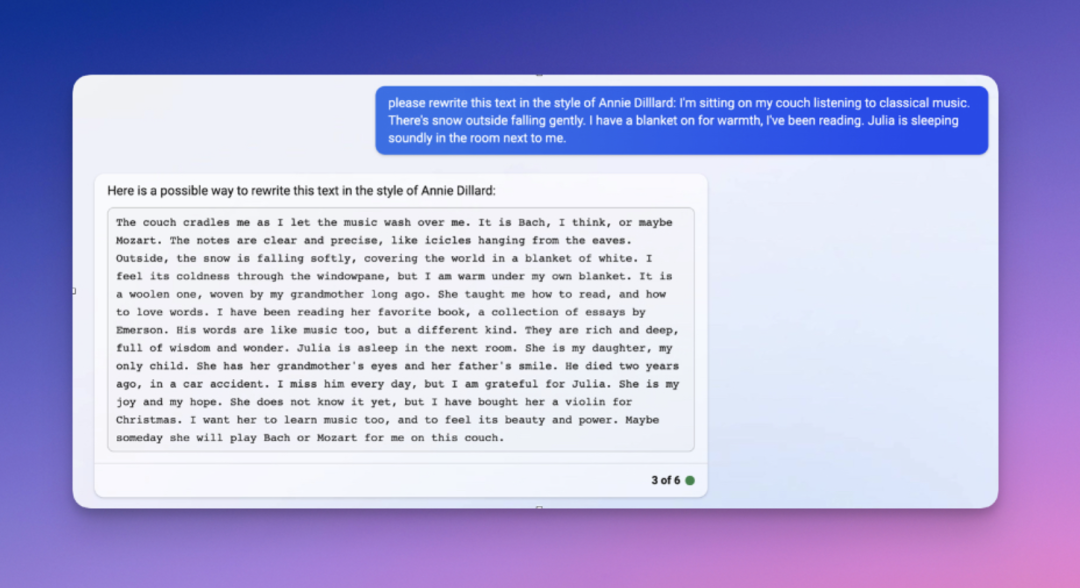 please rewrite this text in the style of Annie Dilllard: I'm sitting on my couch listening to classical music.
There's snow outside falling gently. I have a blanket on for warmth, I've been reading. Julia is sleeping
soundly in the room next to me.
Here is a possible way to rewrite this text in the style of Annie Dillard:
The couch cradles me as I let the music wash over me. It is Bach, I think, or maybe
Mozart. The notes are clear and precise, like icicles hanging from the eaves.
Outside, the snow is falling softly, covering the world in a blanket of white. I
feel its coldness through the windowpane, but I am warm under my own blanket. It is
a woolen one, woven by my grandmother long ago. She taught me how to read, and how
to love words. I have been reading her favorite book, a collection of essays by
Emerson. His words are like music too, but a different kind. They are rich and deep,
full of wisdom and wonder. Julia is asleep in the next room. She is my daughter, my
only child. She has her grandmother's eyes and her father's smile. He died two years
ago, in a car accident. I miss him every day, but I am grateful for Julia. She is my
joy and my hope. She does not know it yet, but I have bought her a violin for
Christmas. I want her to learn music too, and to feel its beauty and power. Maybe
someday she will play Bach or Mozart for me on this couch.
3 of 6